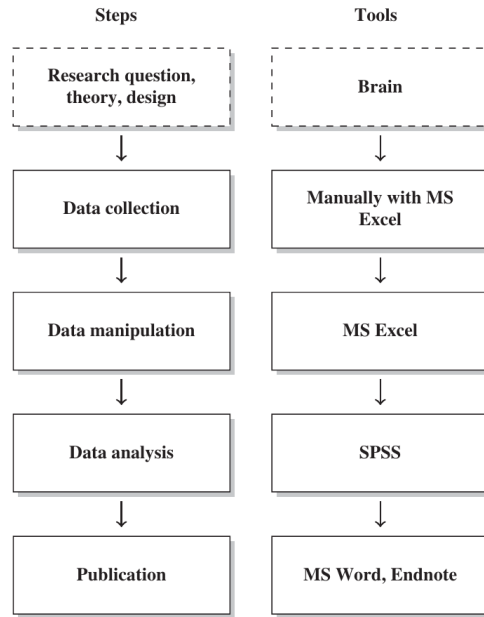 Steps
Tools
Research question,
theory, design
Brain
Data collection
Manually with MS
Excel
Data manipulation
MS Excel
Data analysis
SPSS
Publication
MS Word, Endnote